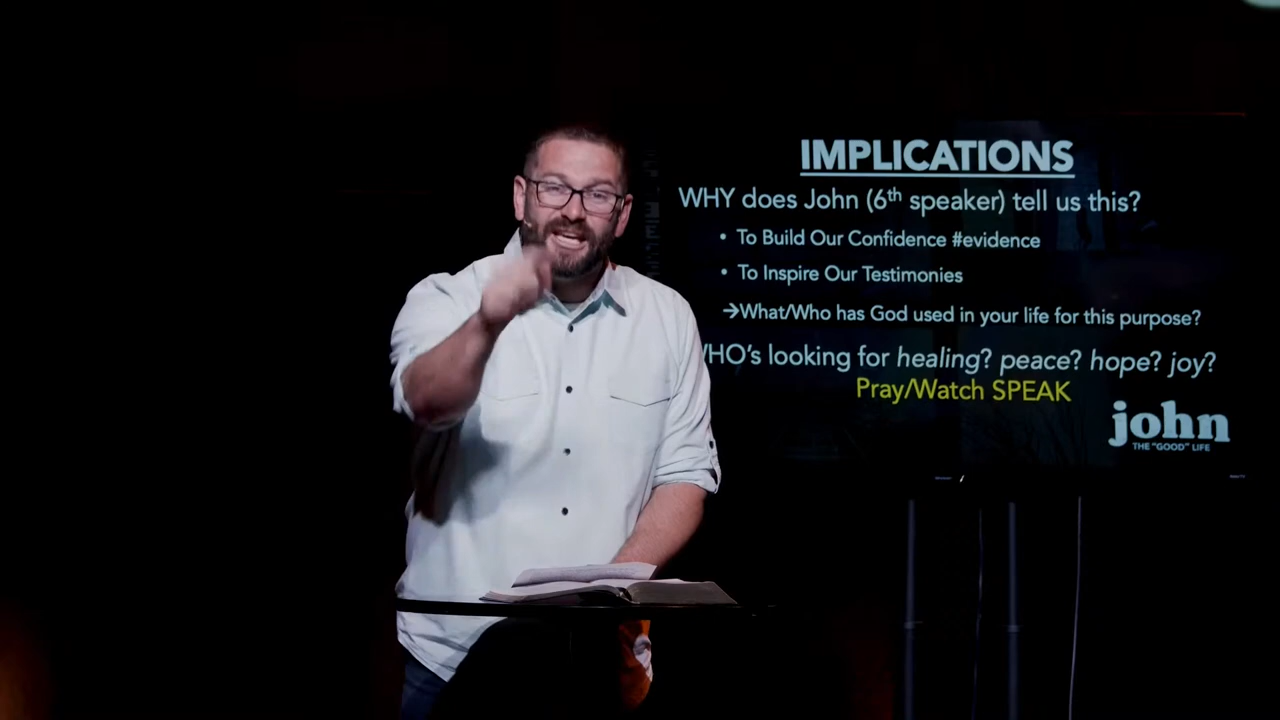 IMPLICATIONS
WHY does John (6th speaker) tell us this?
• To Build Our Confidence #evidence
• To Inspire Our Testimonies
→What/Who has God used in your life for this purpose?
WHO's looking for healing? peace? hope? joy?
Pray/Watch SPEAK
john
THE "GOOD" LIFE